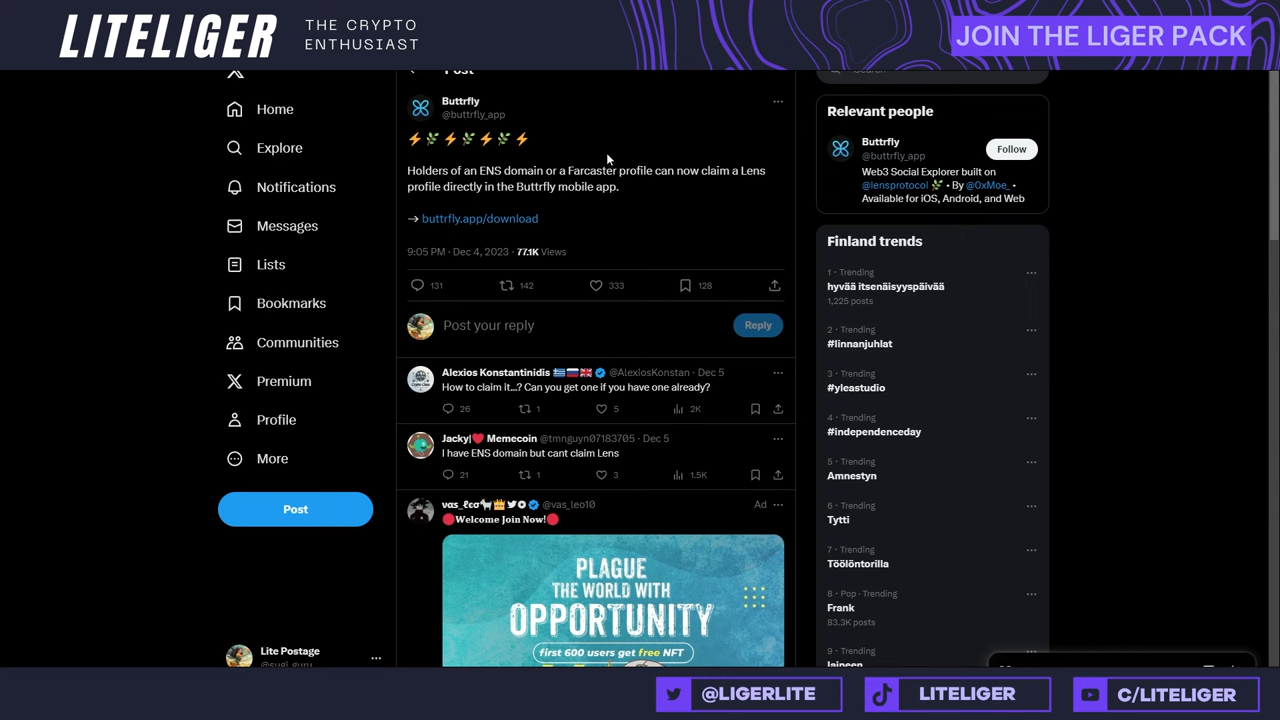 LITELIGER
THE CRYPTO
ENTHUSIAST
JOIN THE LIGER PACK
Post
Search
Home
Explore
Notifications
Messages
Lists
Bookmarks
Communities
Premium
Profile
More
Post
Lite Postage
@sugi_guru
Buttrfly
@buttrfly_app
⚡🌿⚡🌿⚡🌿⚡
Holders of an ENS domain or a Farcaster profile can now claim a Lens
profile directly in the Buttrfly mobile app.
→ buttrfly.app/download
9:05 PM · Dec 4, 2023 · 77.1K Views
131 142 333 128
Post your reply
Reply
Alexios Konstantinidis 🇬🇷🇷🇺🇬🇧 @AlexiosKonstan · Dec 5
How to claim it...? Can you get one if you have one already?
26 1 5 2K
Jacky|❤️ Memecoin @tmnguyn07183705 · Dec 5
I have ENS domain but cant claim Lens
21 1 3 1.5K
νας_ℓεσ @vas_leo10 Ad
🔴𝐖𝐞𝐥𝐜𝐨𝐦𝐞 𝐉𝐨𝐢𝐧 𝐍𝐨𝐰!🔴
PLAGUE
THE WORLD WITH
OPPORTUNITY
first 600 users get free NFT
Relevant people
Buttrfly
@buttrfly_app
Follow
Web3 Social Explorer built on
@lensprotocol 🌿 • By @0xMoe_ •
Available for iOS, Android, and Web
Finland trends
1 · Trending
hyvää itsenäisyyspäivää
1,225 posts
2 · Trending
#linnanjuhlat
3 · Trending
#yleastudio
4 · Trending
#independenceday
5 · Trending
Amnestyn
6 · Trending
Tytti
7 · Trending
Töölöntorilla
8 · Pop · Trending
Frank
83.3K posts
9 · Trending
@LIGERLITE
LITELIGER
C/LITELIGER